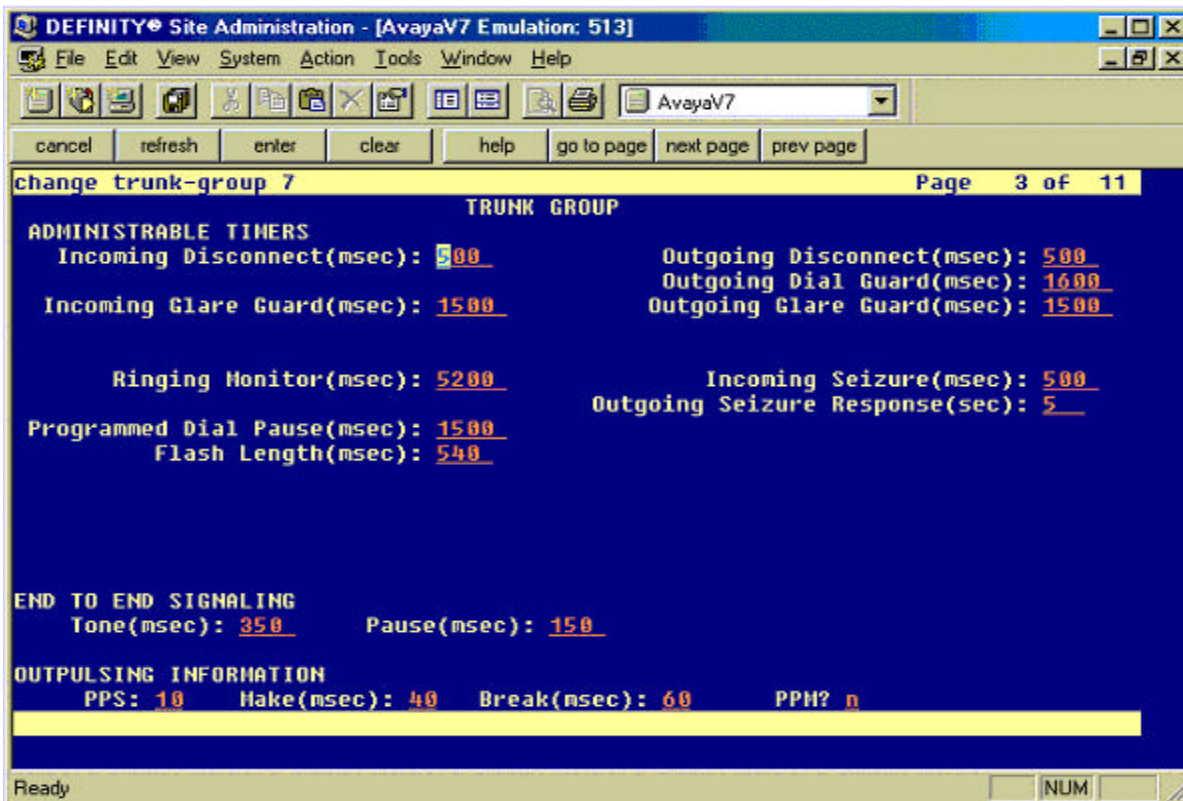 DEFINITY® Site Administration - [AvayaV7 Emulation: 513]
File Edit View System Action Tools Window Help
AvayaV7
cancel refresh enter clear help go to page next page prev page
change trunk-group 7 Page 3 of 11
TRUNK GROUP
ADMINISTRABLE TIMERS
Incoming Disconnect(msec): 500 Outgoing Disconnect(msec): 500
Outgoing Dial Guard(msec): 1600
Incoming Glare Guard(msec): 1500 Outgoing Glare Guard(msec): 1500
Ringing Monitor(msec): 5200 Incoming Seizure(msec): 500
Outgoing Seizure Response(sec): 5
Programmed Dial Pause(msec): 1500
Flash Length(msec): 540
END TO END SIGNALING
Tone(msec): 350 Pause(msec): 150
OUTPULSING INFORMATION
PPS: 10 Make(msec): 40 Break(msec): 60 PPM? n
Ready NUM